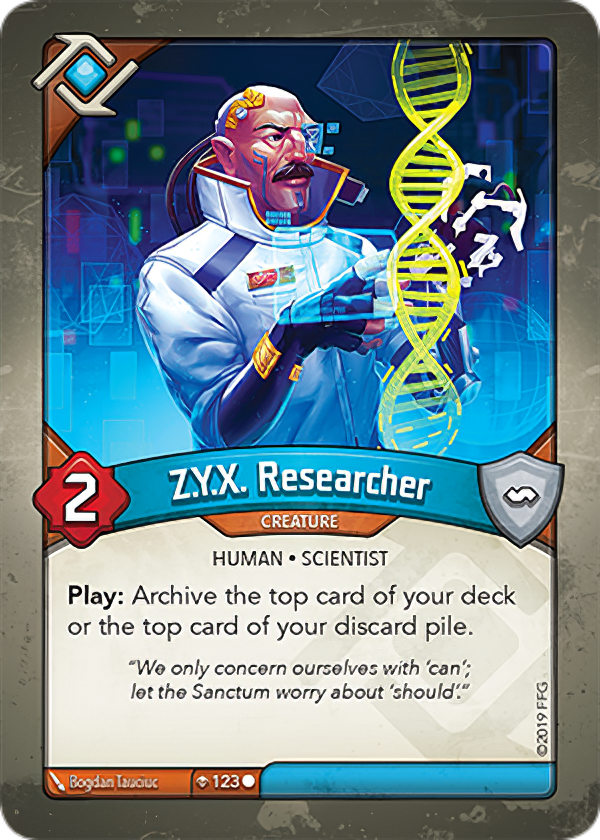 2
Z.Y.X. Researcher
CREATURE
HUMAN • SCIENTIST
Play: Archive the top card of your deck
or the top card of your discard pile.
“We only concern ourselves with ‘can’;
let the Sanctum worry about ‘should’.”
©2019 FFG
Bogdan Tauciuc
123